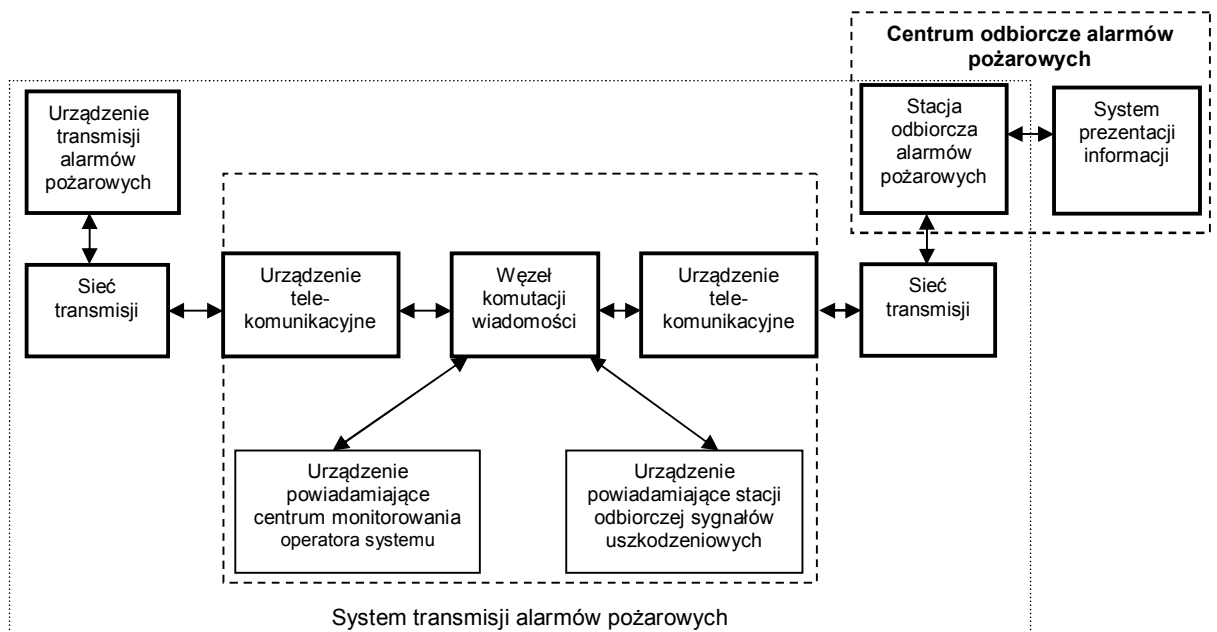 Centrum odbiorcze alarmów
pożarowych
Urządzenie
transmisji
alarmów
pożarowych
Stacja
odbiorcza
alarmów
pożarowych
System
prezentacji
informacji
Sieć
transmisji
Urządzenie
tele-
komunikacyjne
Węzeł
komutacji
wiadomości
Urządzenie
tele-
komunikacyjne
Sieć
transmisji
Urządzenie
powiadamiające
centrum monitorowania
operatora systemu
Urządzenie
powiadamiające stacji
odbiorczej sygnałów
uszkodzeniowych
System transmisji alarmów pożarowych